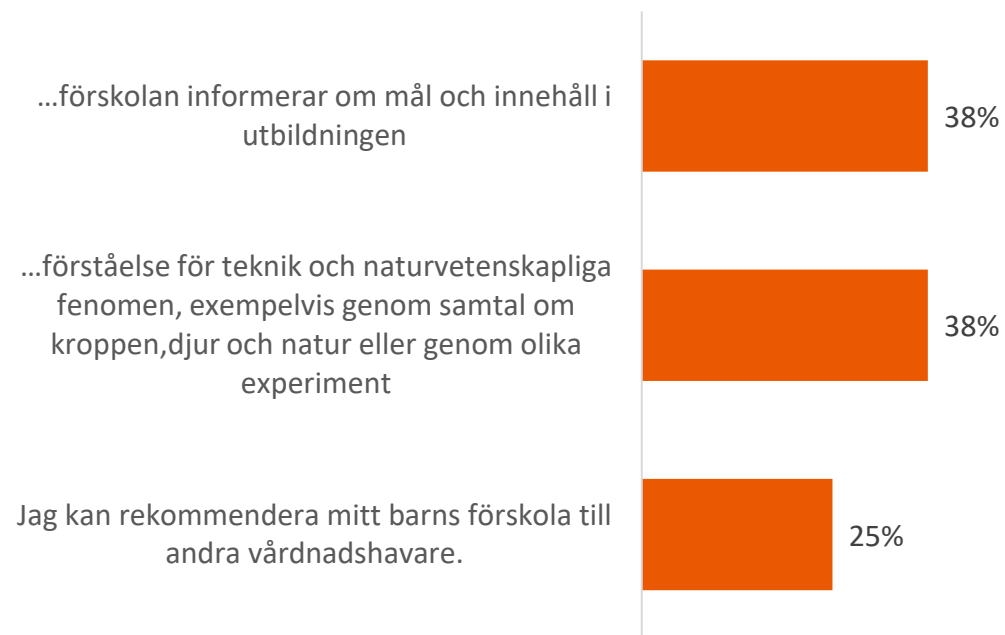 ...förskolan informerar om mål och innehåll i
utbildningen
38%
...förståelse för teknik och naturvetenskapliga
fenomen, exempelvis genom samtal om
kroppen,djur och natur eller genom olika
experiment
38%
Jag kan rekommendera mitt barns förskola till
andra vårdnadshavare.
25%